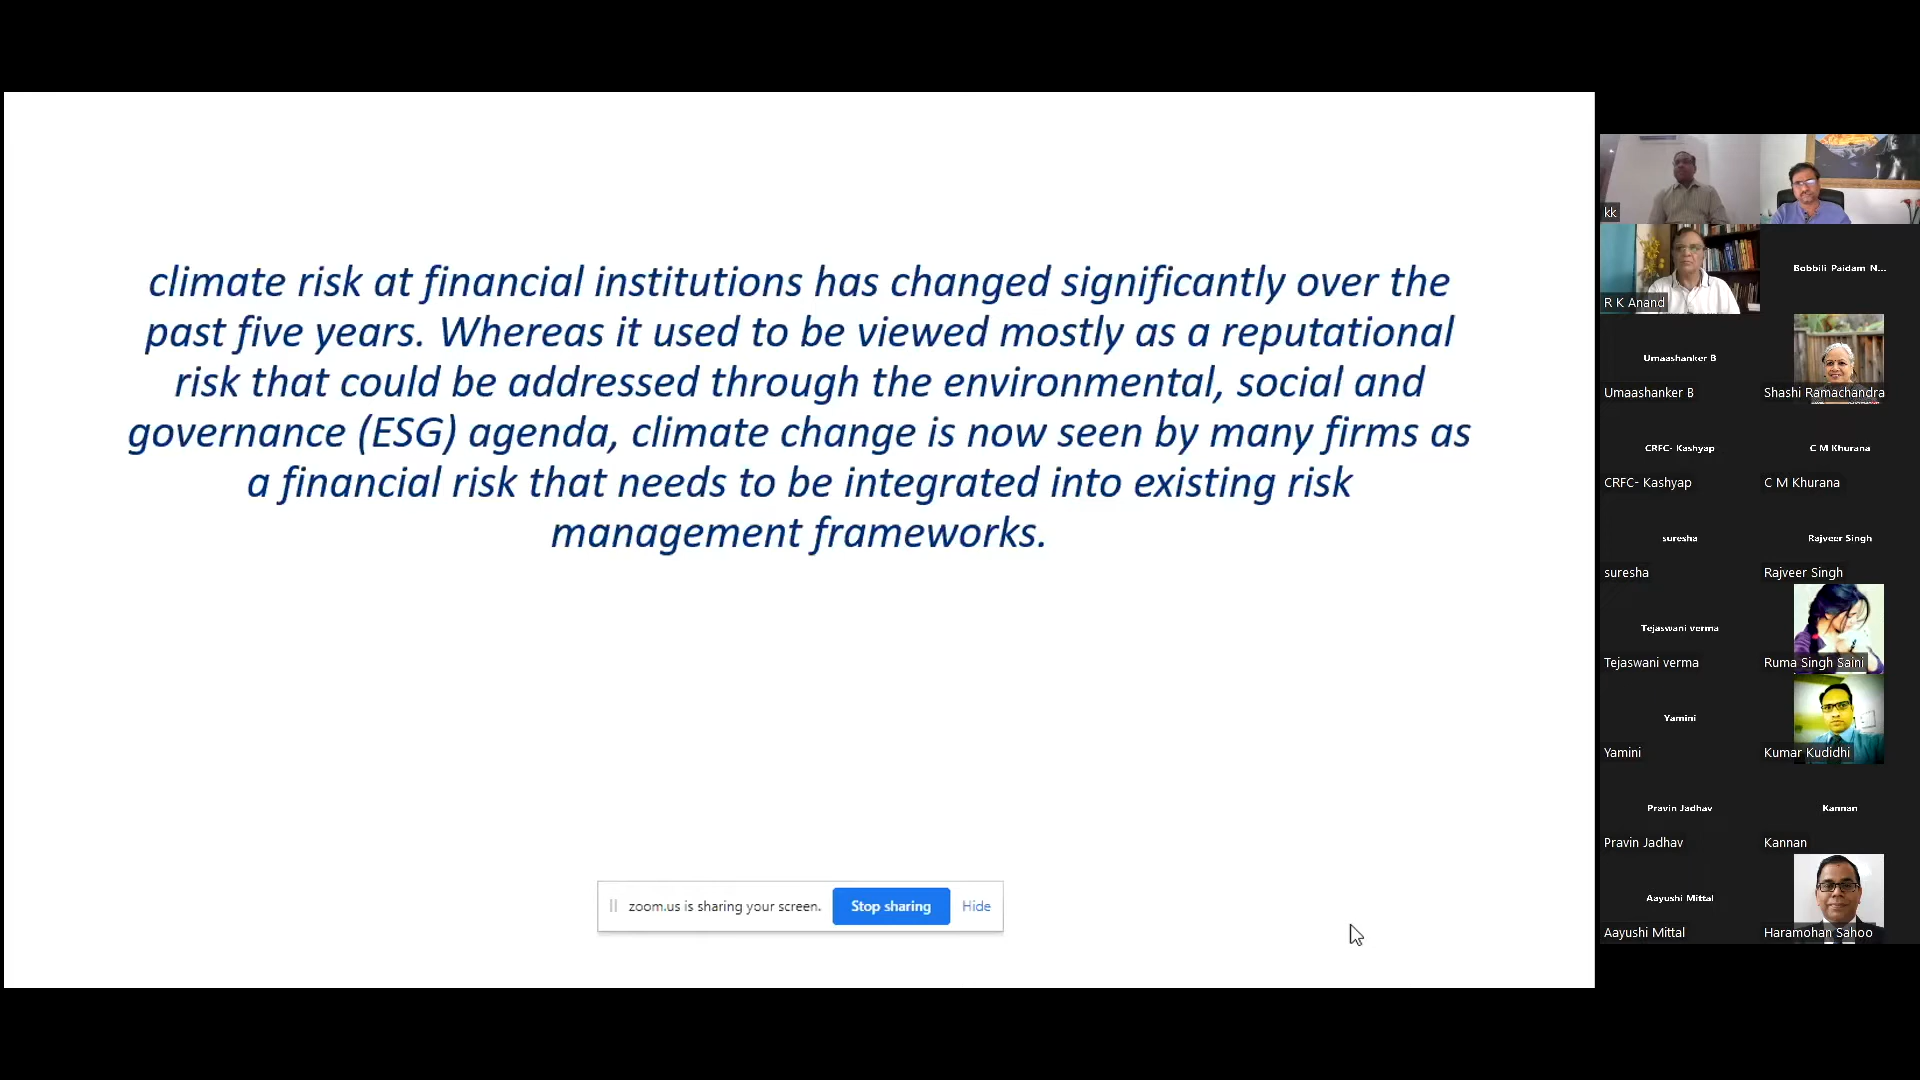 climate risk at financial institutions has changed significantly over the
past five years. Whereas it used to be viewed mostly as a reputational
risk that could be addressed through the environmental, social and
governance (ESG) agenda, climate change is now seen by many firms as
a financial risk that needs to be integrated into existing risk
management frameworks.
zoom.us is sharing your screen.
Stop sharing
Hide
kk
R K Anand
Bobbili Paidam N...
Umaashanker B
Umaashanker B
Shashi Ramachandra
CRFC- Kashyap
CRFC- Kashyap
C M Khurana
C M Khurana
suresha
suresha
Rajveer Singh
Rajveer Singh
Tejaswani verma
Tejaswani verma
Ruma Singh Saini
Yamini
Yamini
Kumar Kudidhi
Pravin Jadhav
Pravin Jadhav
Kannan
Kannan
Aayushi Mittal
Aayushi Mittal
Haramohan Sahoo